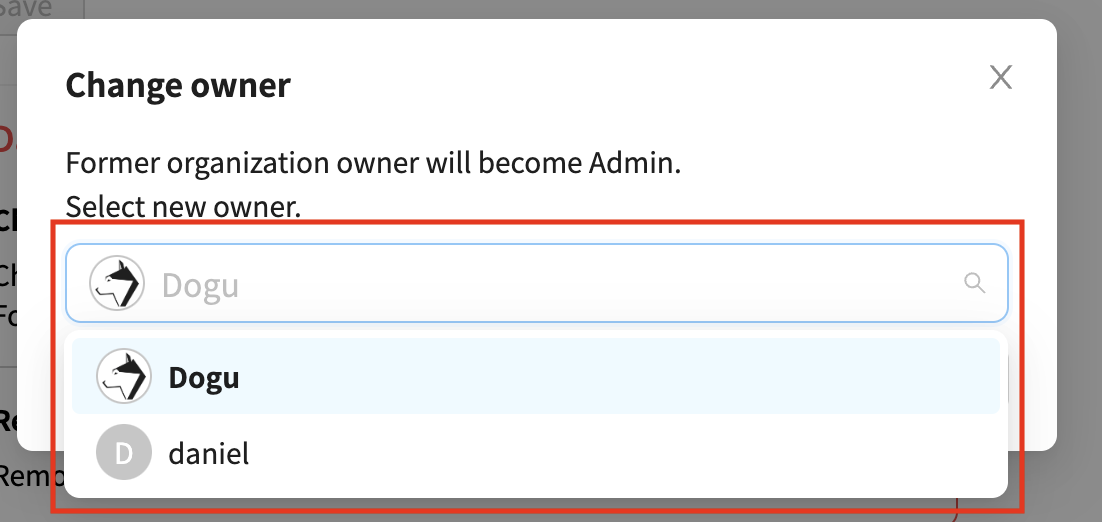 Save
Change owner
Former organization owner will become Admin.
Select new owner.
Dogu
Dogu
D daniel